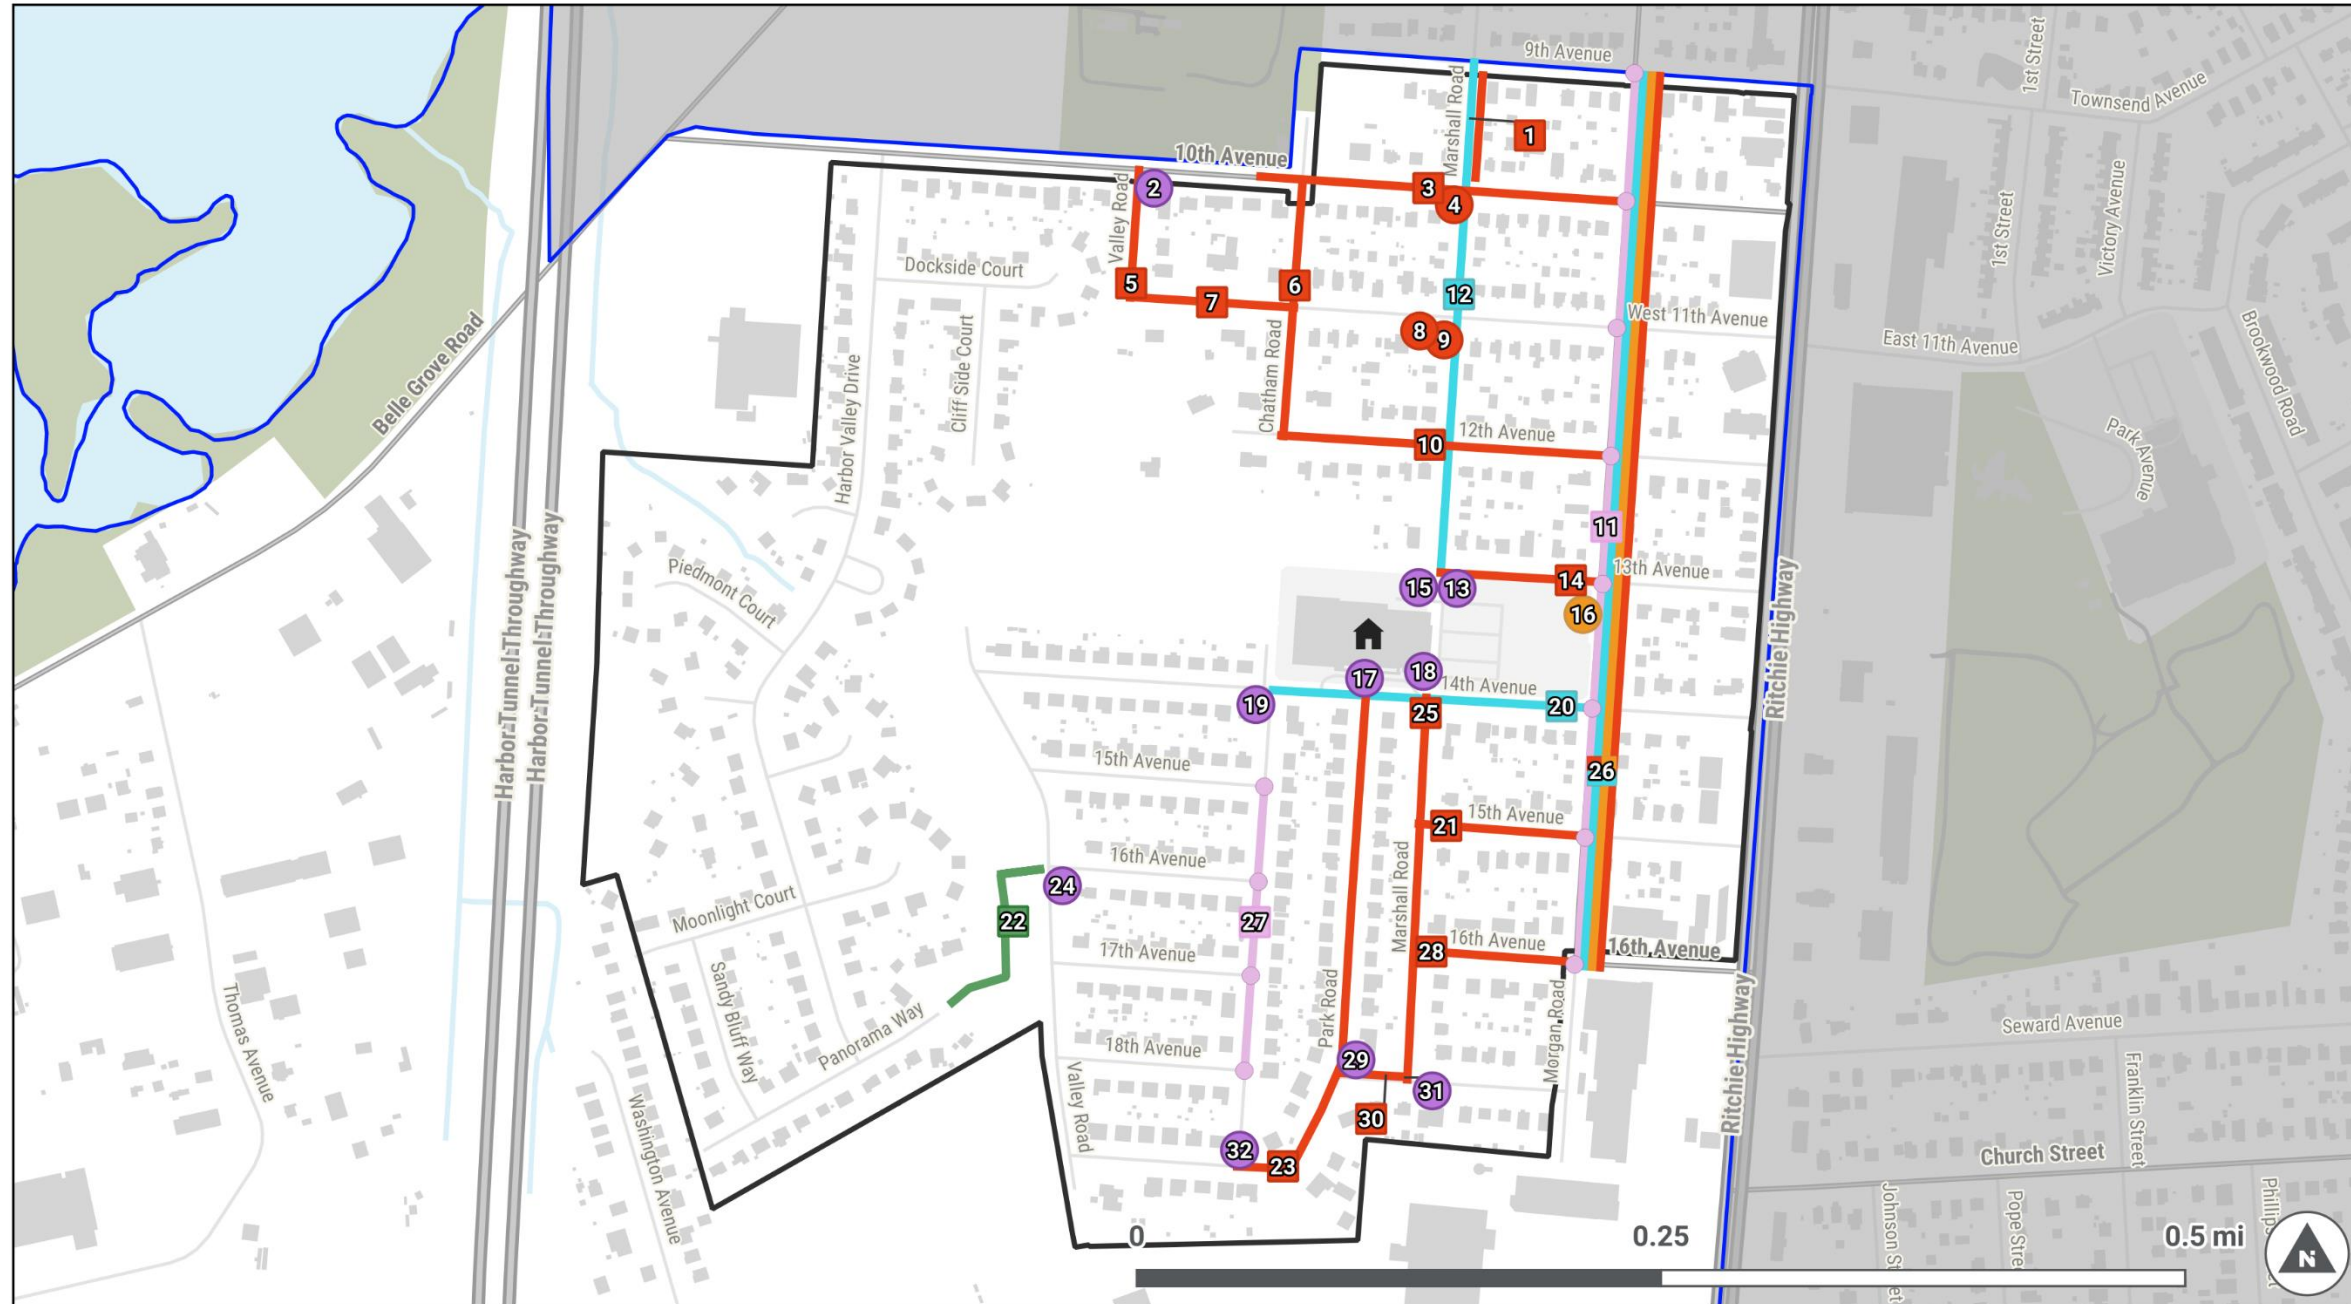 9th Avenue
1st Street
Townsend Avenue
Marshall Road
1
10th Avenue
2
3
4
Valley Road
1st Street
Victory Avenue
Dockside Court
5
6
7
12
West 11th Avenue
8
9
East 11th Avenue
Brookwood Road
Belle Grove Road
Cliff Side Court
Harbor Valley Drive
Chatham Road
10
12th Avenue
Park Avenue
11
Harbor Tunnel Throughway
Harbor Tunnel Throughway
Piedmont Court
15
13
14
13th Avenue
16
Ritchie Highway
17
18
14th Avenue
19
25
20
15th Avenue
26
21
15th Avenue
16th Avenue
24
Moonlight Court
22
27
Marshall Road
28
16th Avenue
16th Avenue
17th Avenue
Sandy Bluff Way
Thomas Avenue
Panorama Way
Park Road
Morgan Road
Ritchie Highway
Seward Avenue
18th Avenue
29
Valley Road
31
30
Washington Avenue
Franklin Street
32
23
Church Street
Johnson Street
Pope Stree
Phillip
0
0.25
0.5 mi
N